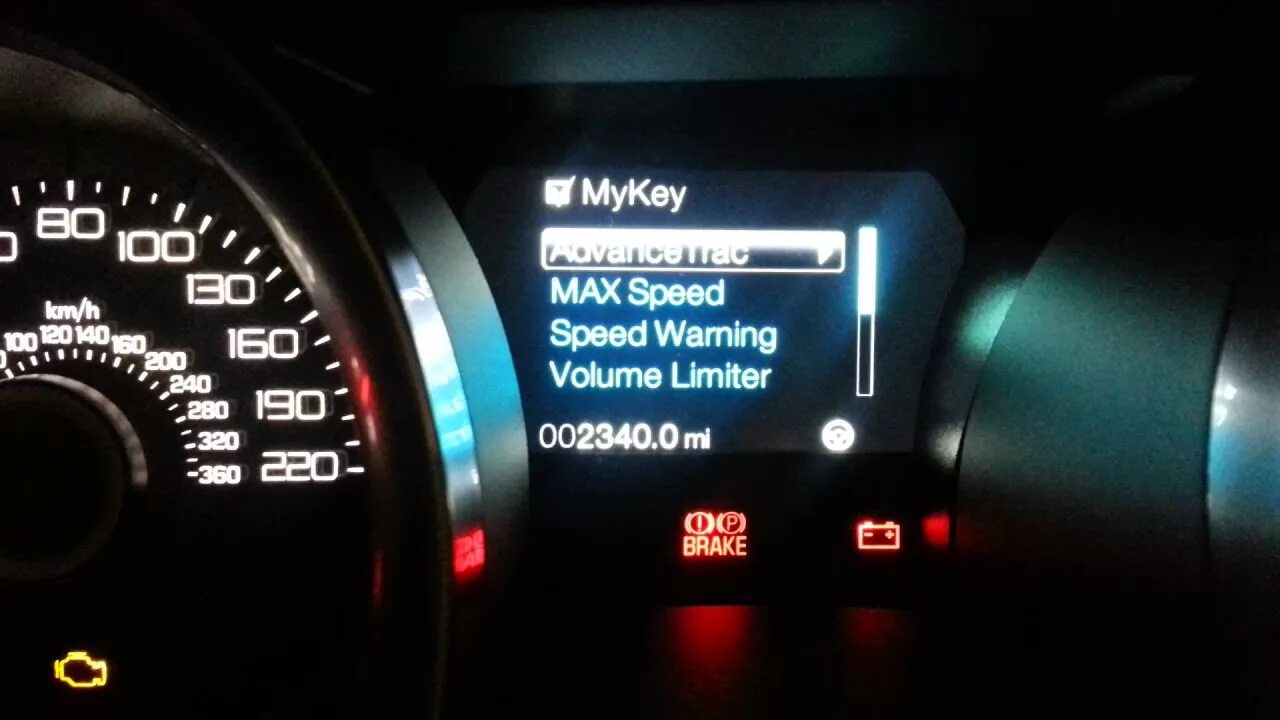 MyKey
AdvanceTrac
MAX Speed
Speed Warning
Volume Limiter
002340.0 mi
80
100
130
160
190
220
km/h
100 120 140 160
200
240
280
320
360
BRAKE